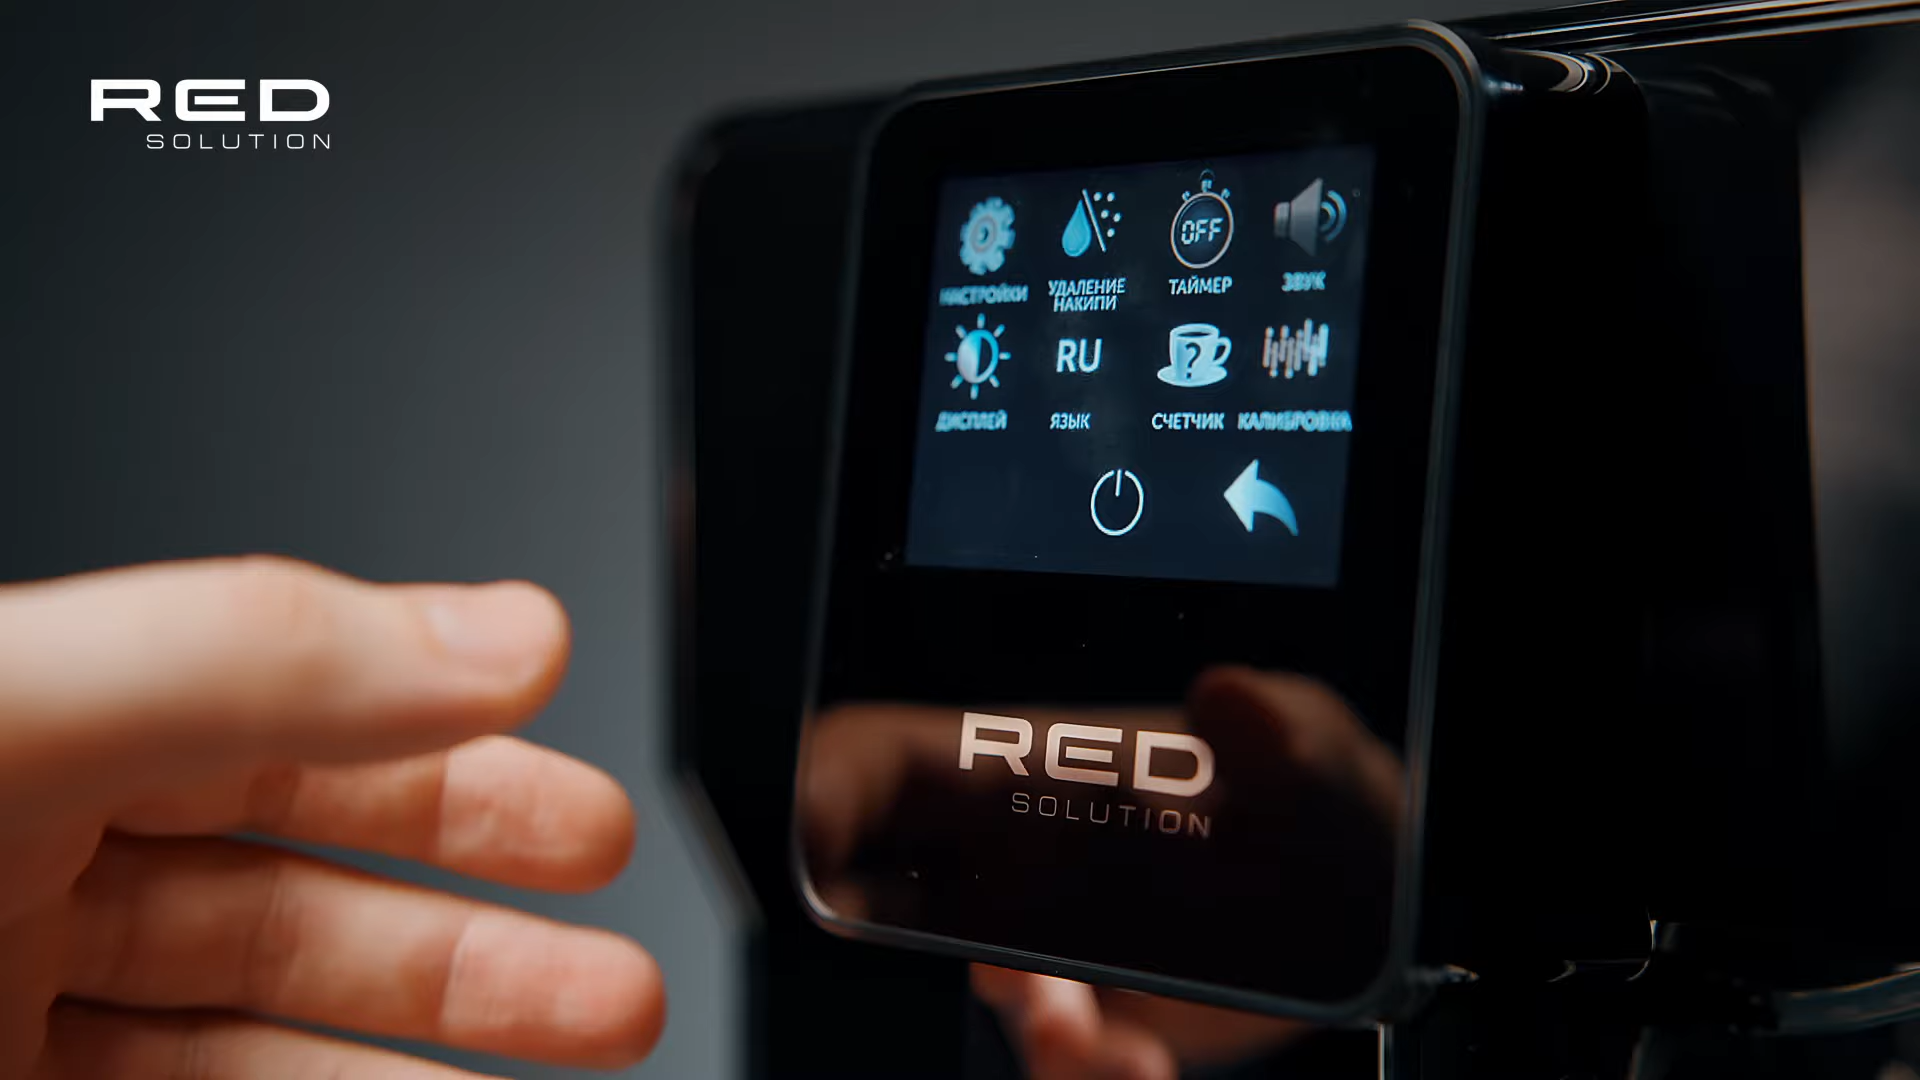 RED
SOLUTION
НАСТРОЙКИ
УДАЛЕНИЕ
НАКИПИ
OFF
ТАЙМЕР
ЗВУК
RU
?
ДИСПЛЕЙ
ЯЗЫК
СЧЕТЧИК
КАЛИБРОВКА
RED
SOLUTION